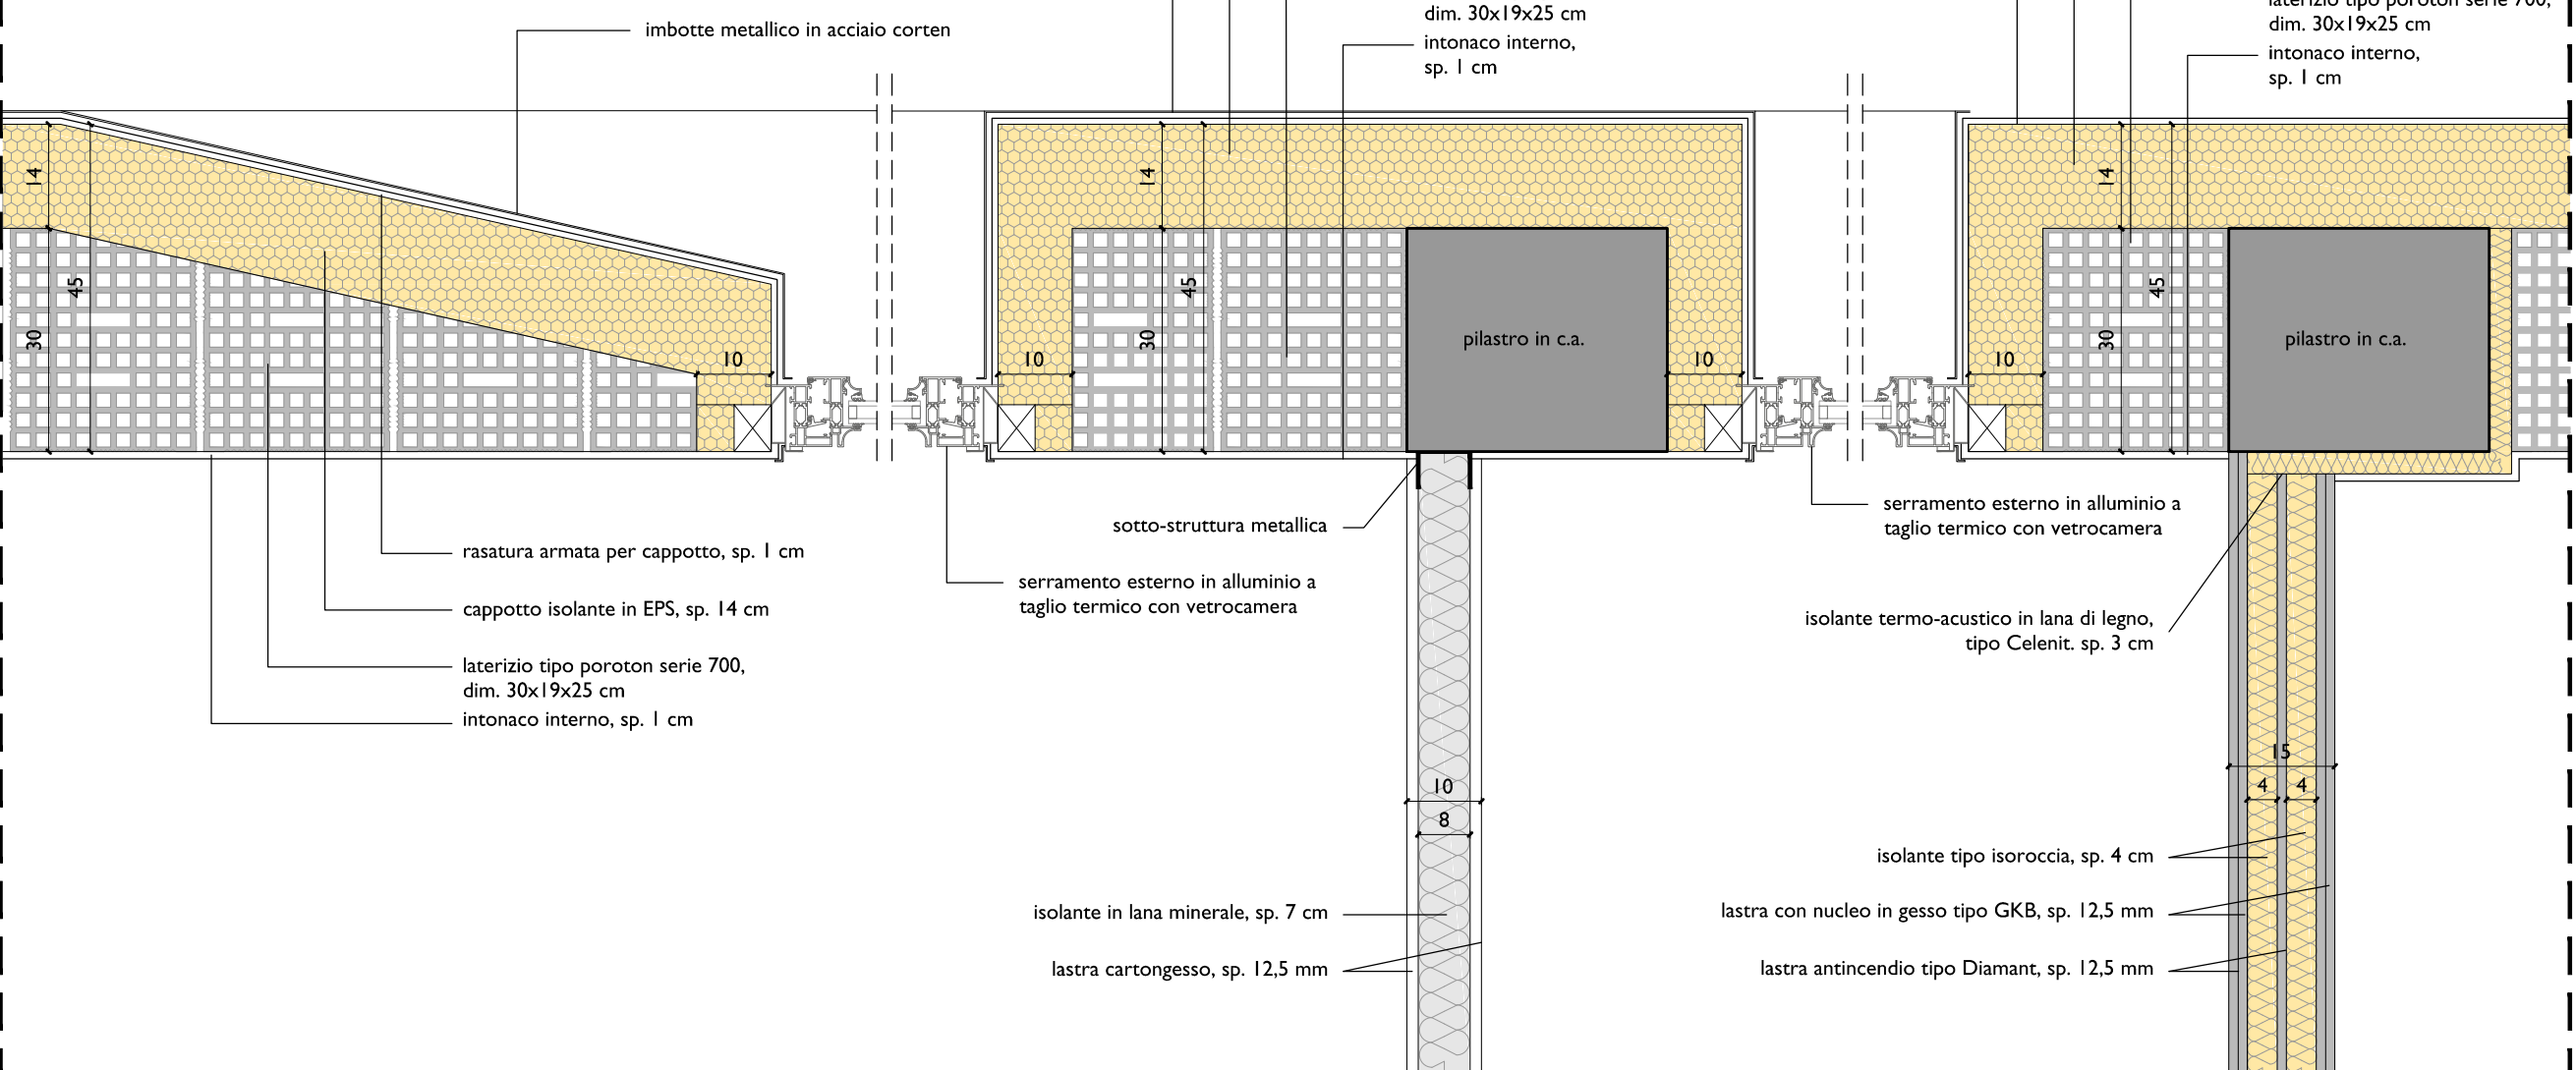 imbotte metallico in acciaio corten
dim. 30x19x25 cm
intonaco interno,
sp. 1 cm
laterizio tipo poroton serie 700,
dim. 30x19x25 cm
intonaco interno,
sp. 1 cm
14
45
30
10
14
45
30
10
pilastro in c.a.
10
14
45
30
10
pilastro in c.a.
rasatura armata per cappotto, sp. 1 cm
cappotto isolante in EPS, sp. 14 cm
laterizio tipo poroton serie 700,
dim. 30x19x25 cm
intonaco interno, sp. 1 cm
sotto-struttura metallica
serramento esterno in alluminio a
taglio termico con vetrocamera
serramento esterno in alluminio a
taglio termico con vetrocamera
isolante termo-acustico in lana di legno,
tipo Celenit. sp. 3 cm
10
8
isolante in lana minerale, sp. 7 cm
lastra cartongesso, sp. 12,5 mm
15
4 4
isolante tipo isoroccia, sp. 4 cm
lastra con nucleo in gesso tipo GKB, sp. 12,5 mm
lastra antincendio tipo Diamant, sp. 12,5 mm